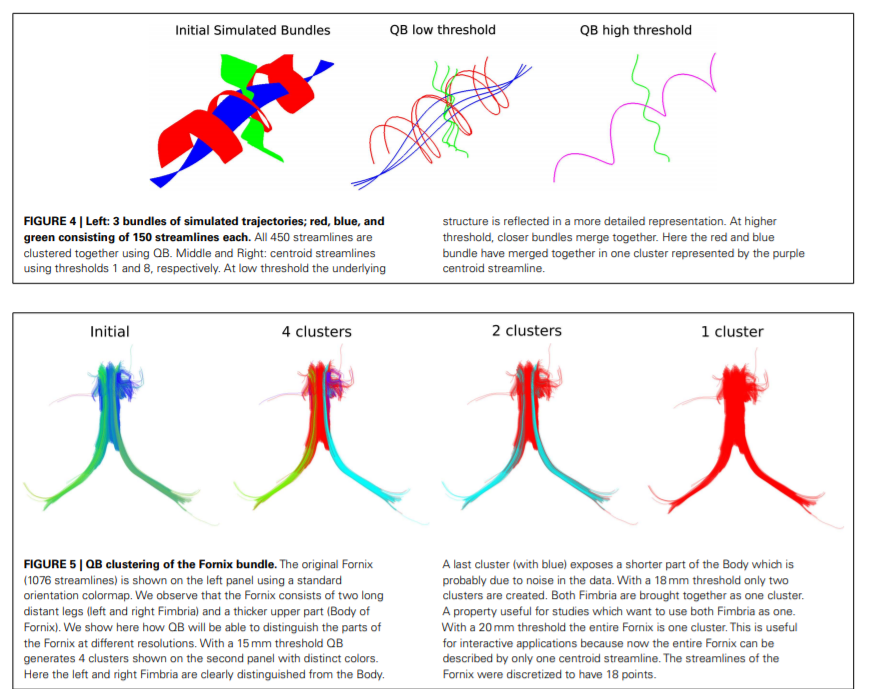 Initial Simulated Bundles
QB low threshold
QB high threshold
FIGURE 4 | Left: 3 bundles of simulated trajectories; red, blue, and
green consisting of 150 streamlines each. All 450 streamlines are
clustered together using QB. Middle and Right: centroid streamlines
using thresholds 1 and 8, respectively. At low threshold the underlying
structure is reflected in a more detailed representation. At higher
threshold, closer bundles merge together. Here the red and blue
bundle have merged together in one cluster represented by the purple
centroid streamline.
Initial
4 clusters
2 clusters
1 cluster
FIGURE 5 | QB clustering of the Fornix bundle. The original Fornix
(1076 streamlines) is shown on the left panel using a standard
orientation colormap. We observe that the Fornix consists of two long
distant legs (left and right Fimbria) and a thicker upper part (Body of
Fornix). We show here how QB will be able to distinguish the parts of
the Fornix at different resolutions. With a 15 mm threshold QB
generates 4 clusters shown on the second panel with distinct colors.
Here the left and right Fimbria are clearly distinguished from the Body.
A last cluster (with blue) exposes a shorter part of the Body which is
probably due to noise in the data. With a 18 mm threshold only two
clusters are created. Both Fimbria are brought together as one cluster.
A property useful for studies which want to use both Fimbria as one.
With a 20 mm threshold the entire Fornix is one cluster. This is useful
for interactive applications because now the entire Fornix can be
described by only one centroid streamline. The streamlines of the
Fornix were discretized to have 18 points.